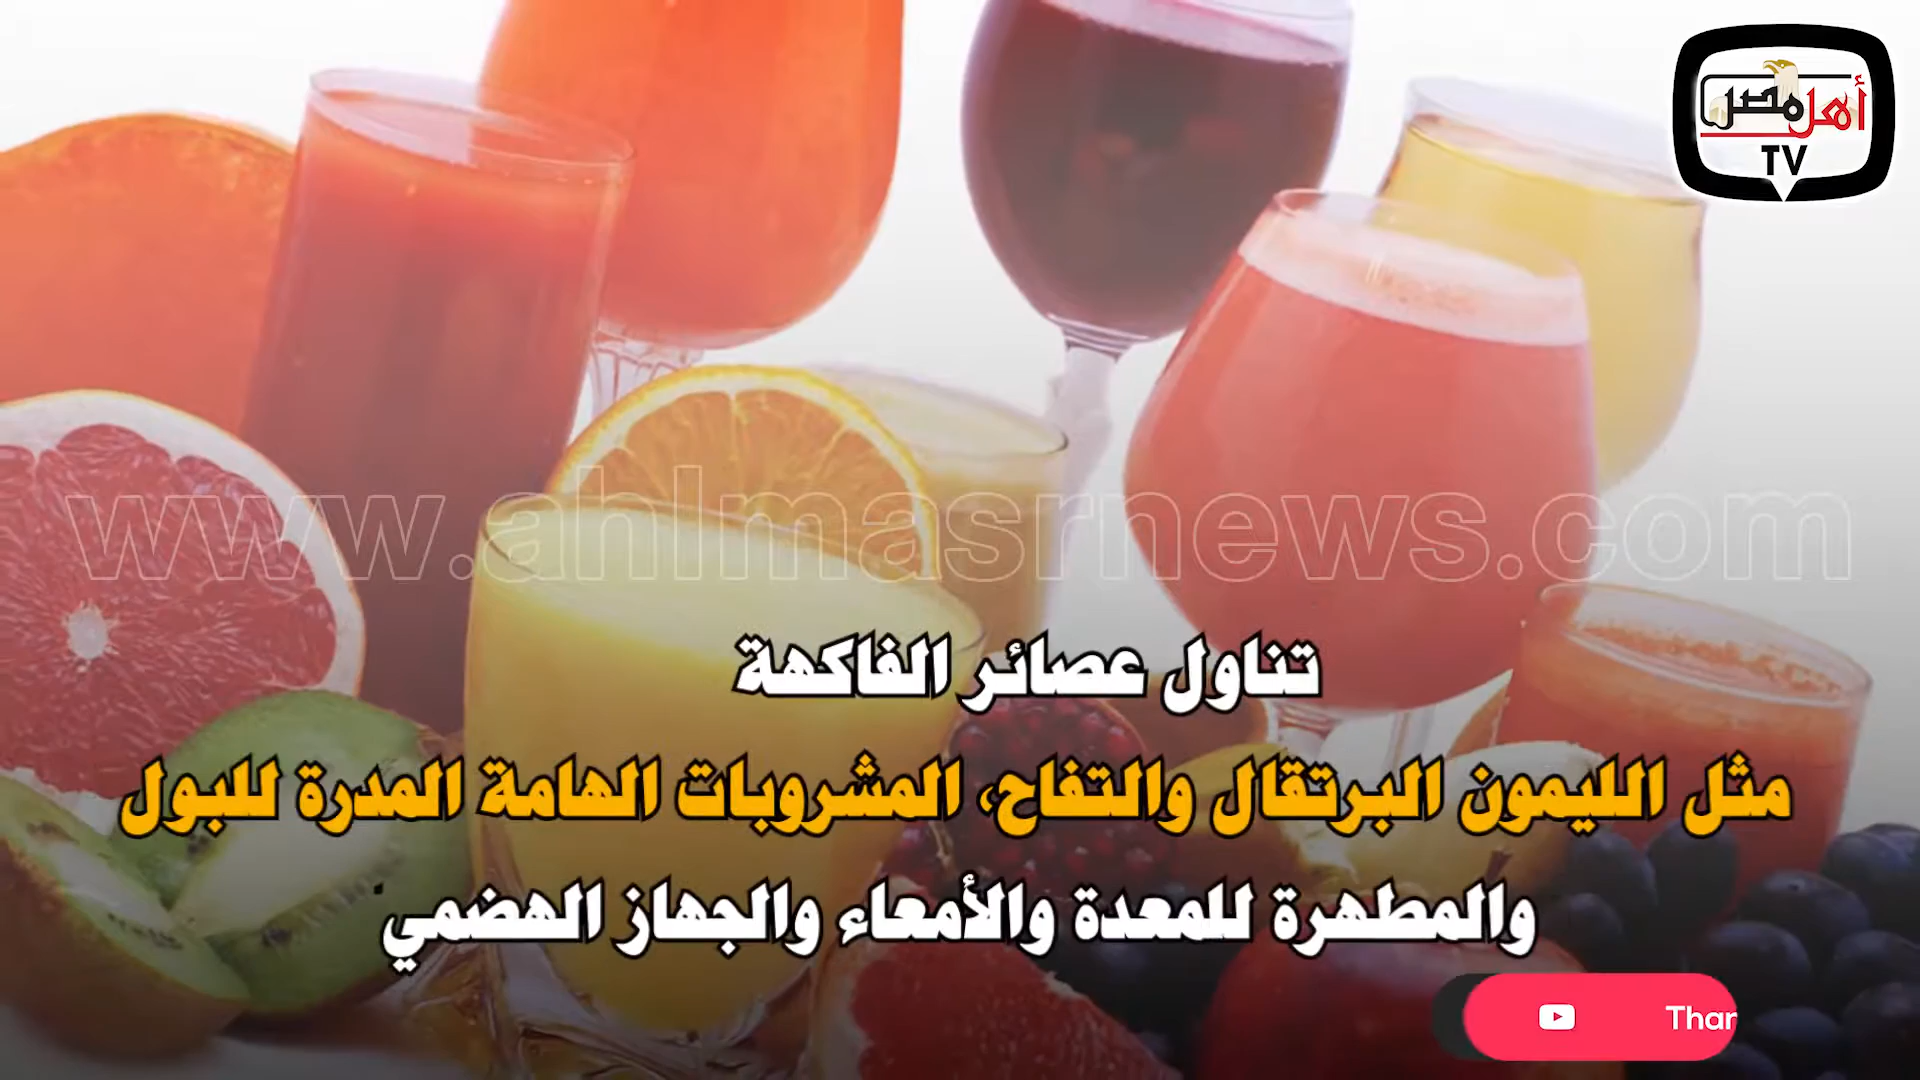 أهل مصر
TV
www.ahlmasrnews.com
تناول عصائر الفاكهة
مثل الليمون البرتقال والتفاح، المشروبات الهامة المدرة للبول
والمطهرة للمعدة والأمعاء والجهاز الهضمي